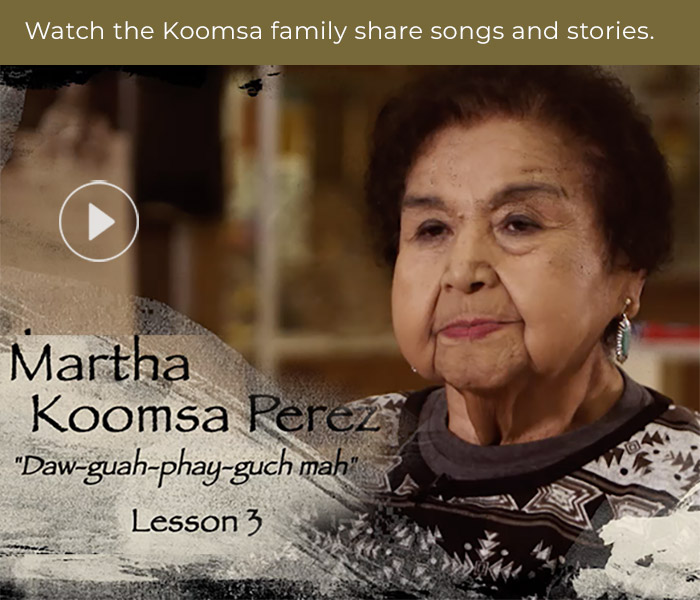 Watch the Koomsa family share songs and stories.
Martha
Koomsa Perez
"Daw-guah-phay-guch mah"
Lesson 3